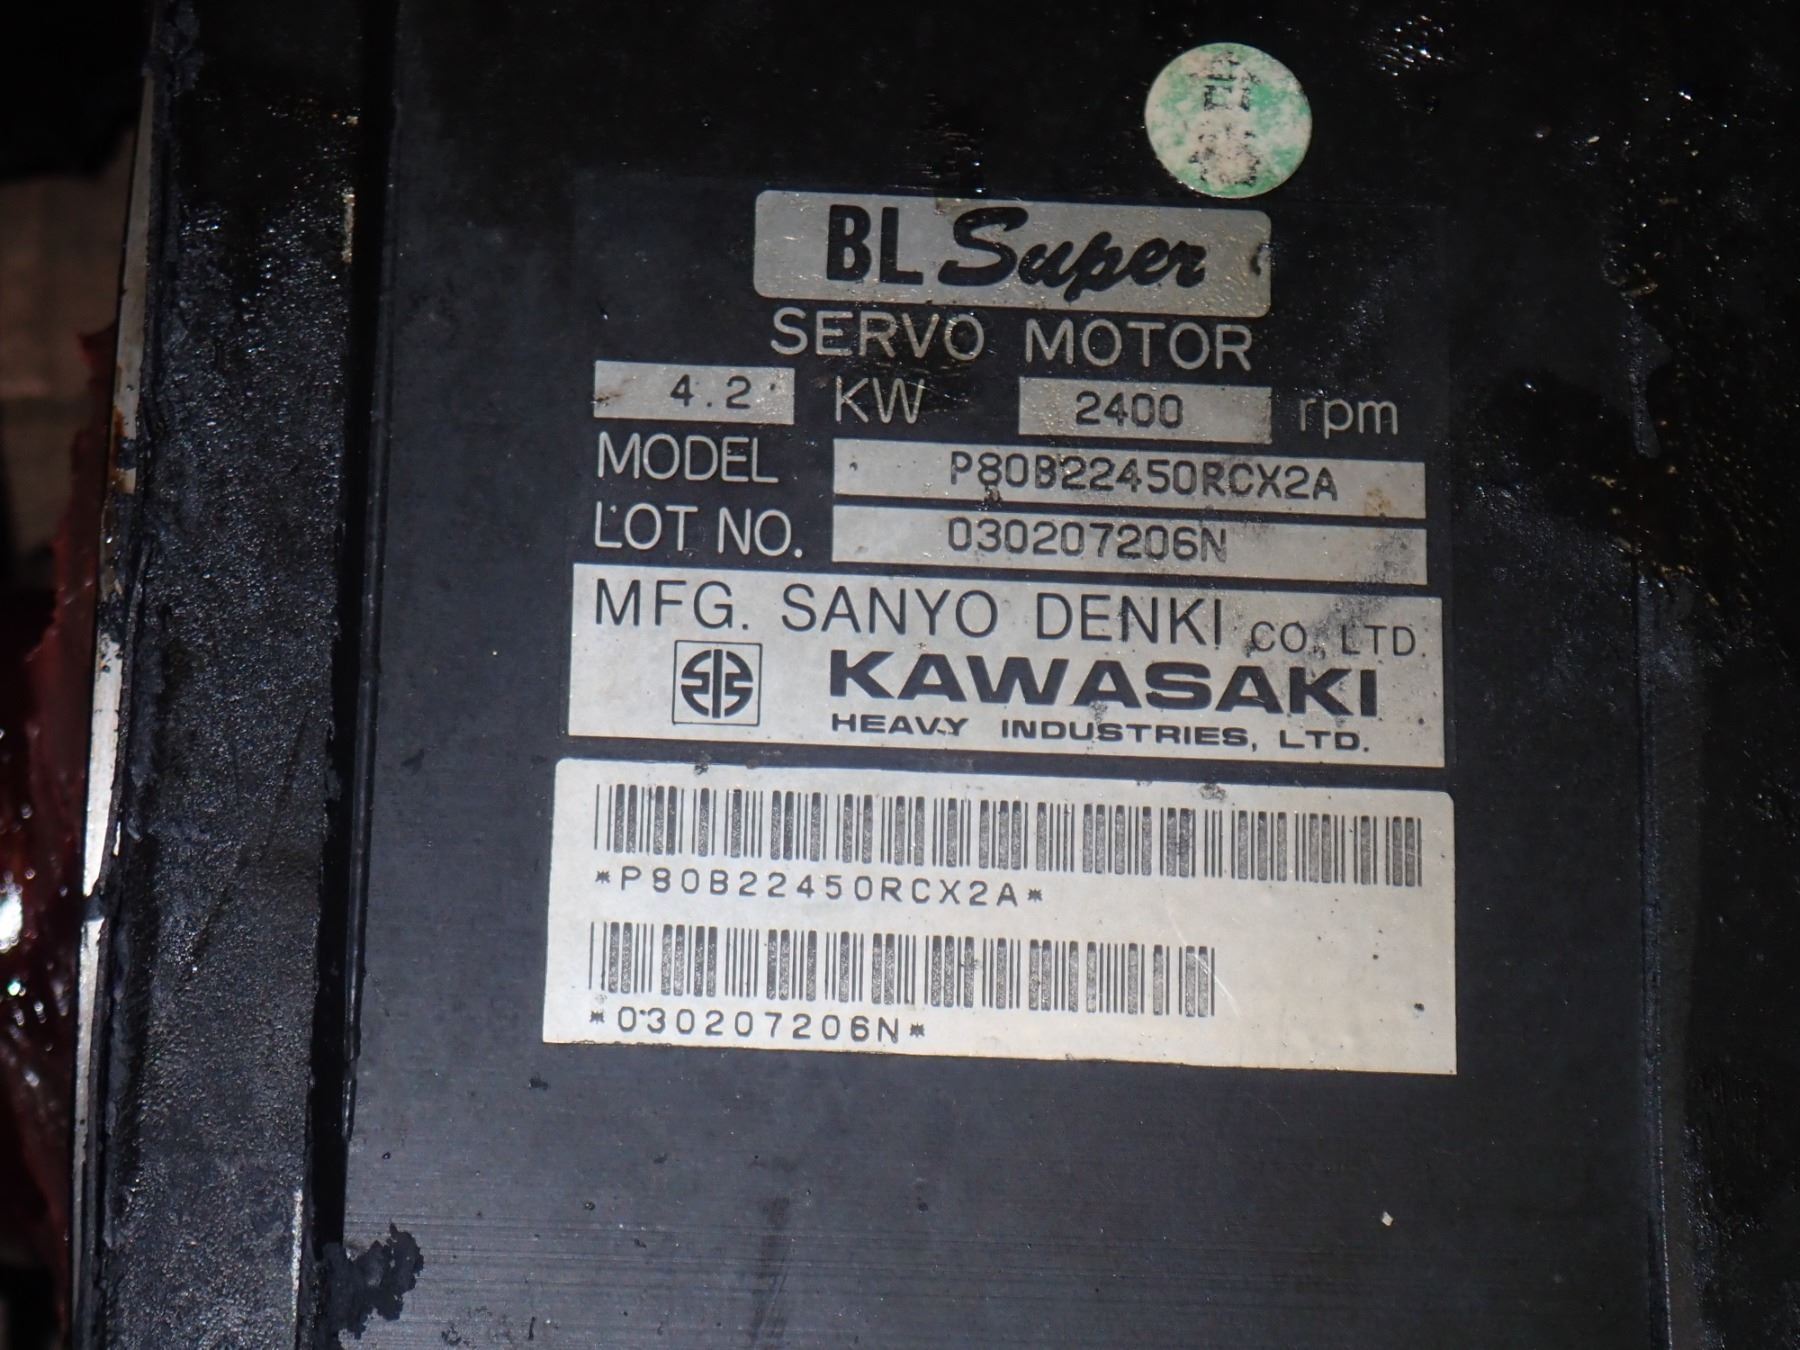 BL Super
SERVO MOTOR
4.2 KW 2400 rpm
MODEL P80B22450RCX2A
LOT NO. 030207206N
MFG. SANYO DENKI CO., LTD.
KAWASAKI
HEAVY INDUSTRIES, LTD.
*P80B22450RCX2A*
*030207206N*